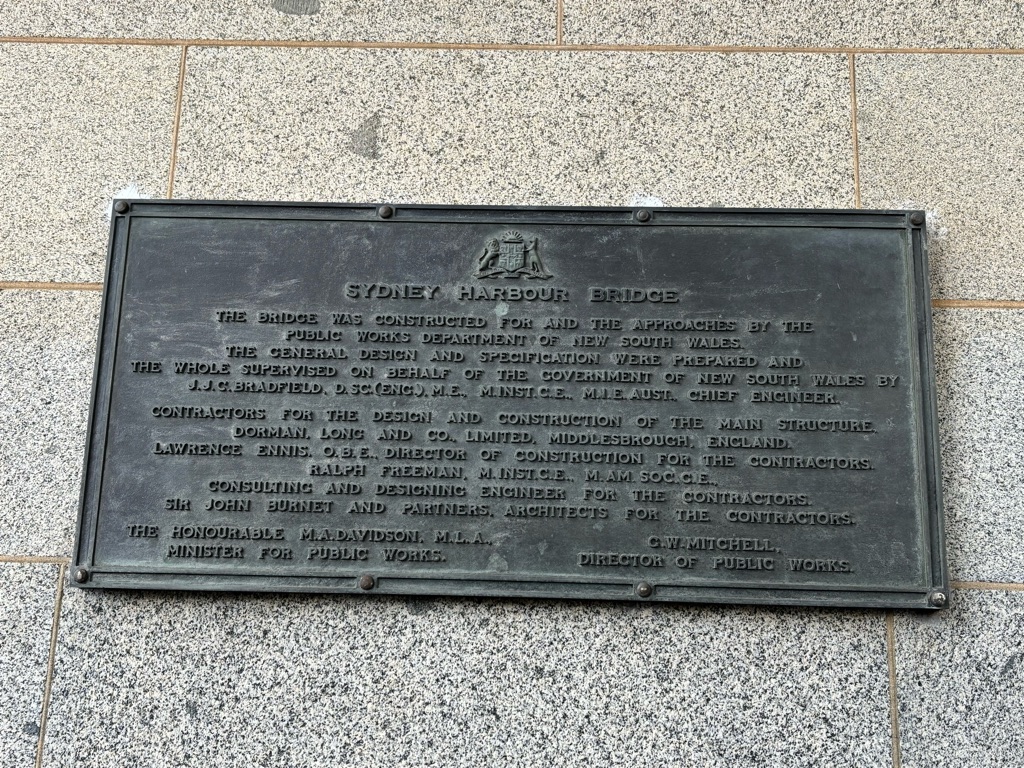 SYDNEY HARBOUR BRIDGE
THE BRIDGE WAS CONSTRUCTED FOR AND THE APPROACHES BY THE
PUBLIC WORKS DEPARTMENT OF NEW SOUTH WALES.
THE GENERAL DESIGN AND SPECIFICATION WERE PREPARED AND
THE WHOLE SUPERVISED ON BEHALF OF THE GOVERNMENT OF NEW SOUTH WALES BY
J.J.C. BRADFIELD, D.SC.(ENG.), M.E., M.INST.C.E., M.I.E.AUST., CHIEF ENGINEER.
CONTRACTORS FOR THE DESIGN AND CONSTRUCTION OF THE MAIN STRUCTURE,
DORMAN, LONG AND CO., LIMITED, MIDDLESBROUGH, ENGLAND.
LAWRENCE ENNIS, O.B.E., DIRECTOR OF CONSTRUCTION FOR THE CONTRACTORS.
RALPH FREEMAN, M.INST.C.E., M.AM.SOC.C.E.,
CONSULTING AND DESIGNING ENGINEER FOR THE CONTRACTORS.
SIR JOHN BURNET AND PARTNERS, ARCHITECTS FOR THE CONTRACTORS.
THE HONOURABLE M.A.DAVIDSON, M.L.A.,
MINISTER FOR PUBLIC WORKS.
G.W.MITCHELL,
DIRECTOR OF PUBLIC WORKS.